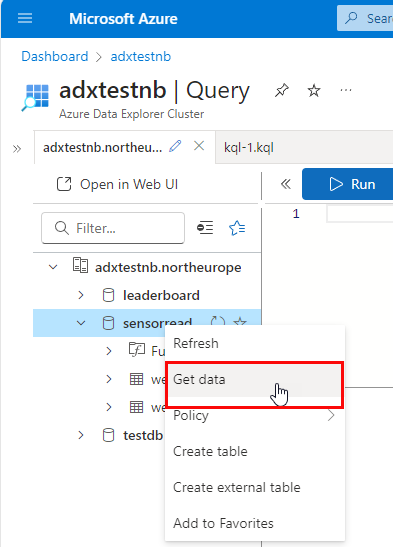 Microsoft Azure
Sear
Dashboard > adxtestnb
adxtestnb | Query
Azure Data Explorer Cluster
adxtestnb.northeu...
kql-1.kql
Open in Web UI
Run
Filter...
1
adxtestnb.northeurope
leaderboard
sensorread
Refresh
Fu
Get data
we
we
Policy
testdb
Create table
Create external table
Add to Favorites